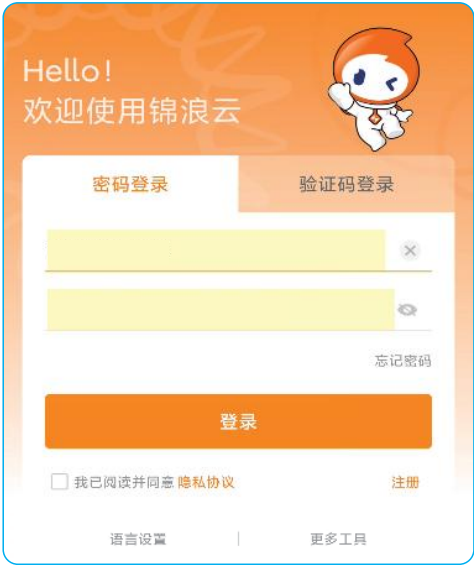 Hello!
欢迎使用锦浪云
密码登录 验证码登录
忘记密码
登录
我已阅读并同意 隐私协议 注册
语言设置 更多工具